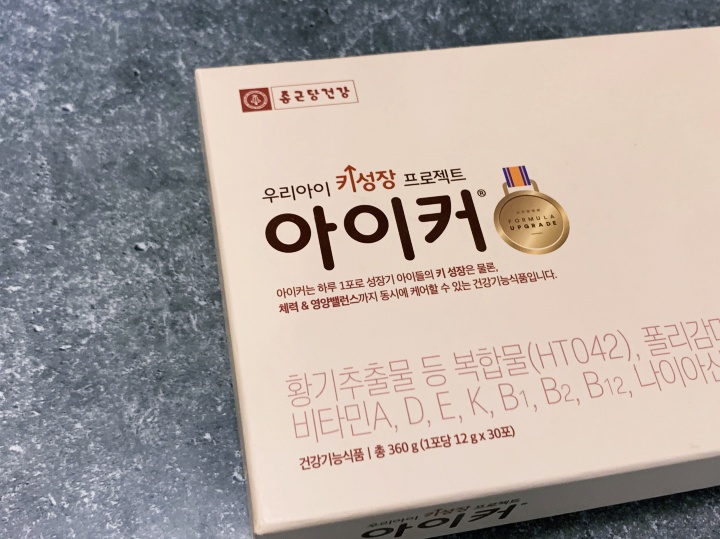 종근당건강
우리아이 키성장 프로젝트
아이커®
FORMULA
UPGRADE
아이커는 하루 1포로 성장기 아이들의 키 성장은 물론,
체력 & 영양밸런스까지 동시에 케어할 수 있는 건강기능식품입니다.
황기추출물 등 복합물(HT042), 폴리감마
비타민A, D, E, K, B1, B2, B12, 나이아신
건강기능식품 | 총 360 g (1포당 12 g x 30포)
우리아이 키성장 프로젝트
아이커